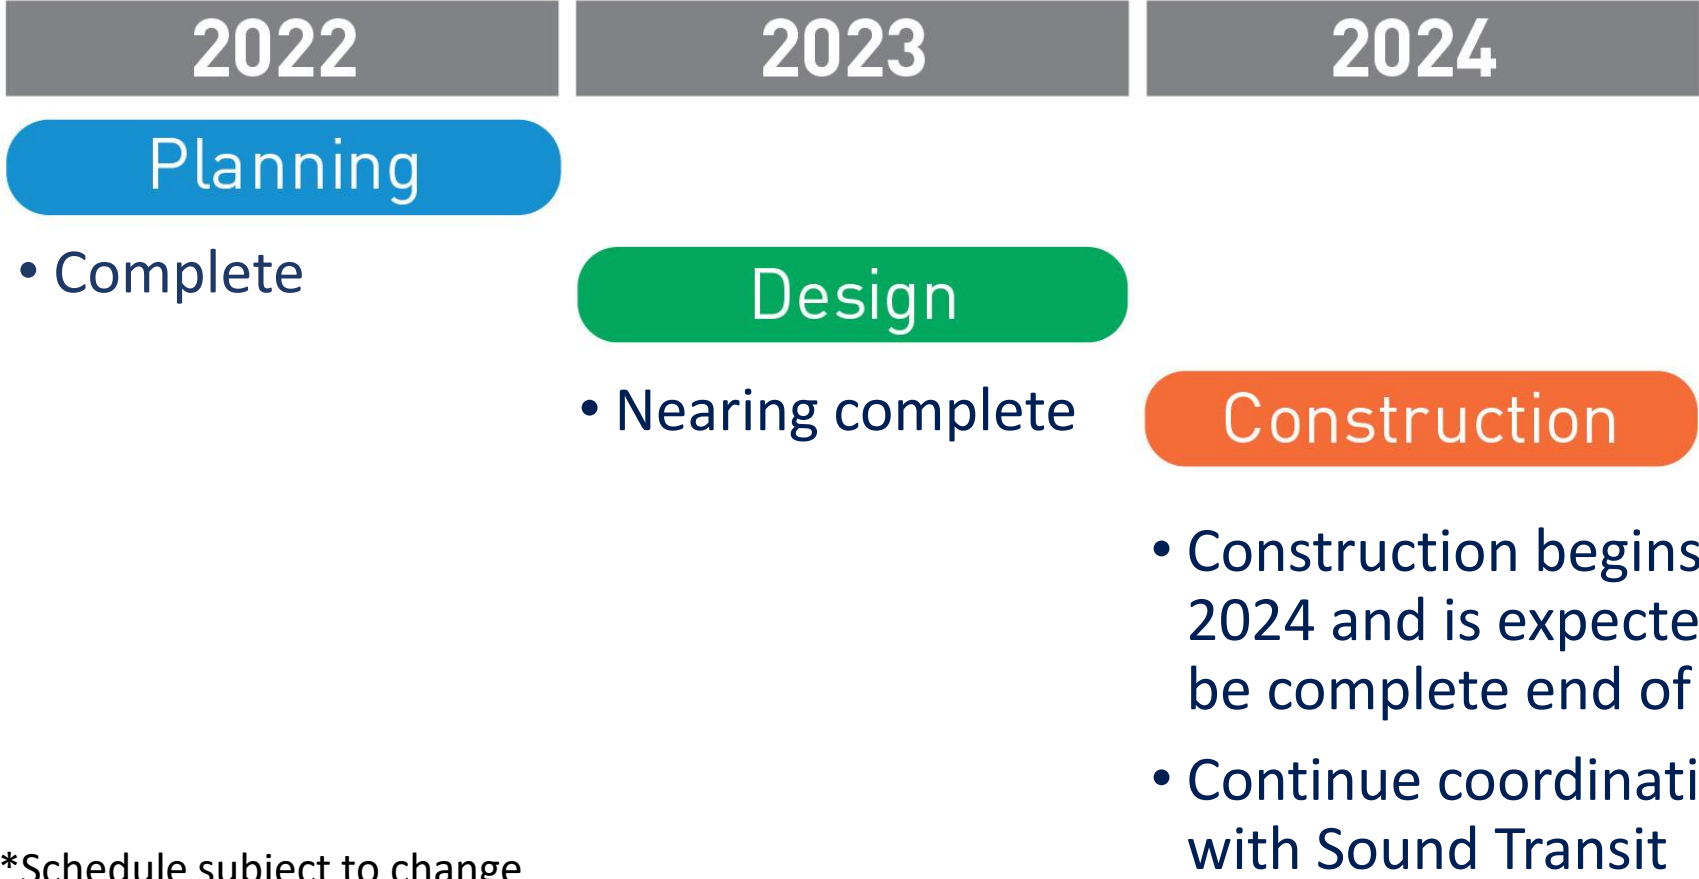 2022
2023
2024
Planning
• Complete
Design
• Nearing complete
Construction
• Construction begins
2024 and is expecte
be complete end of
• Continue coordinati
with Sound Transit
*Schedule subject to change